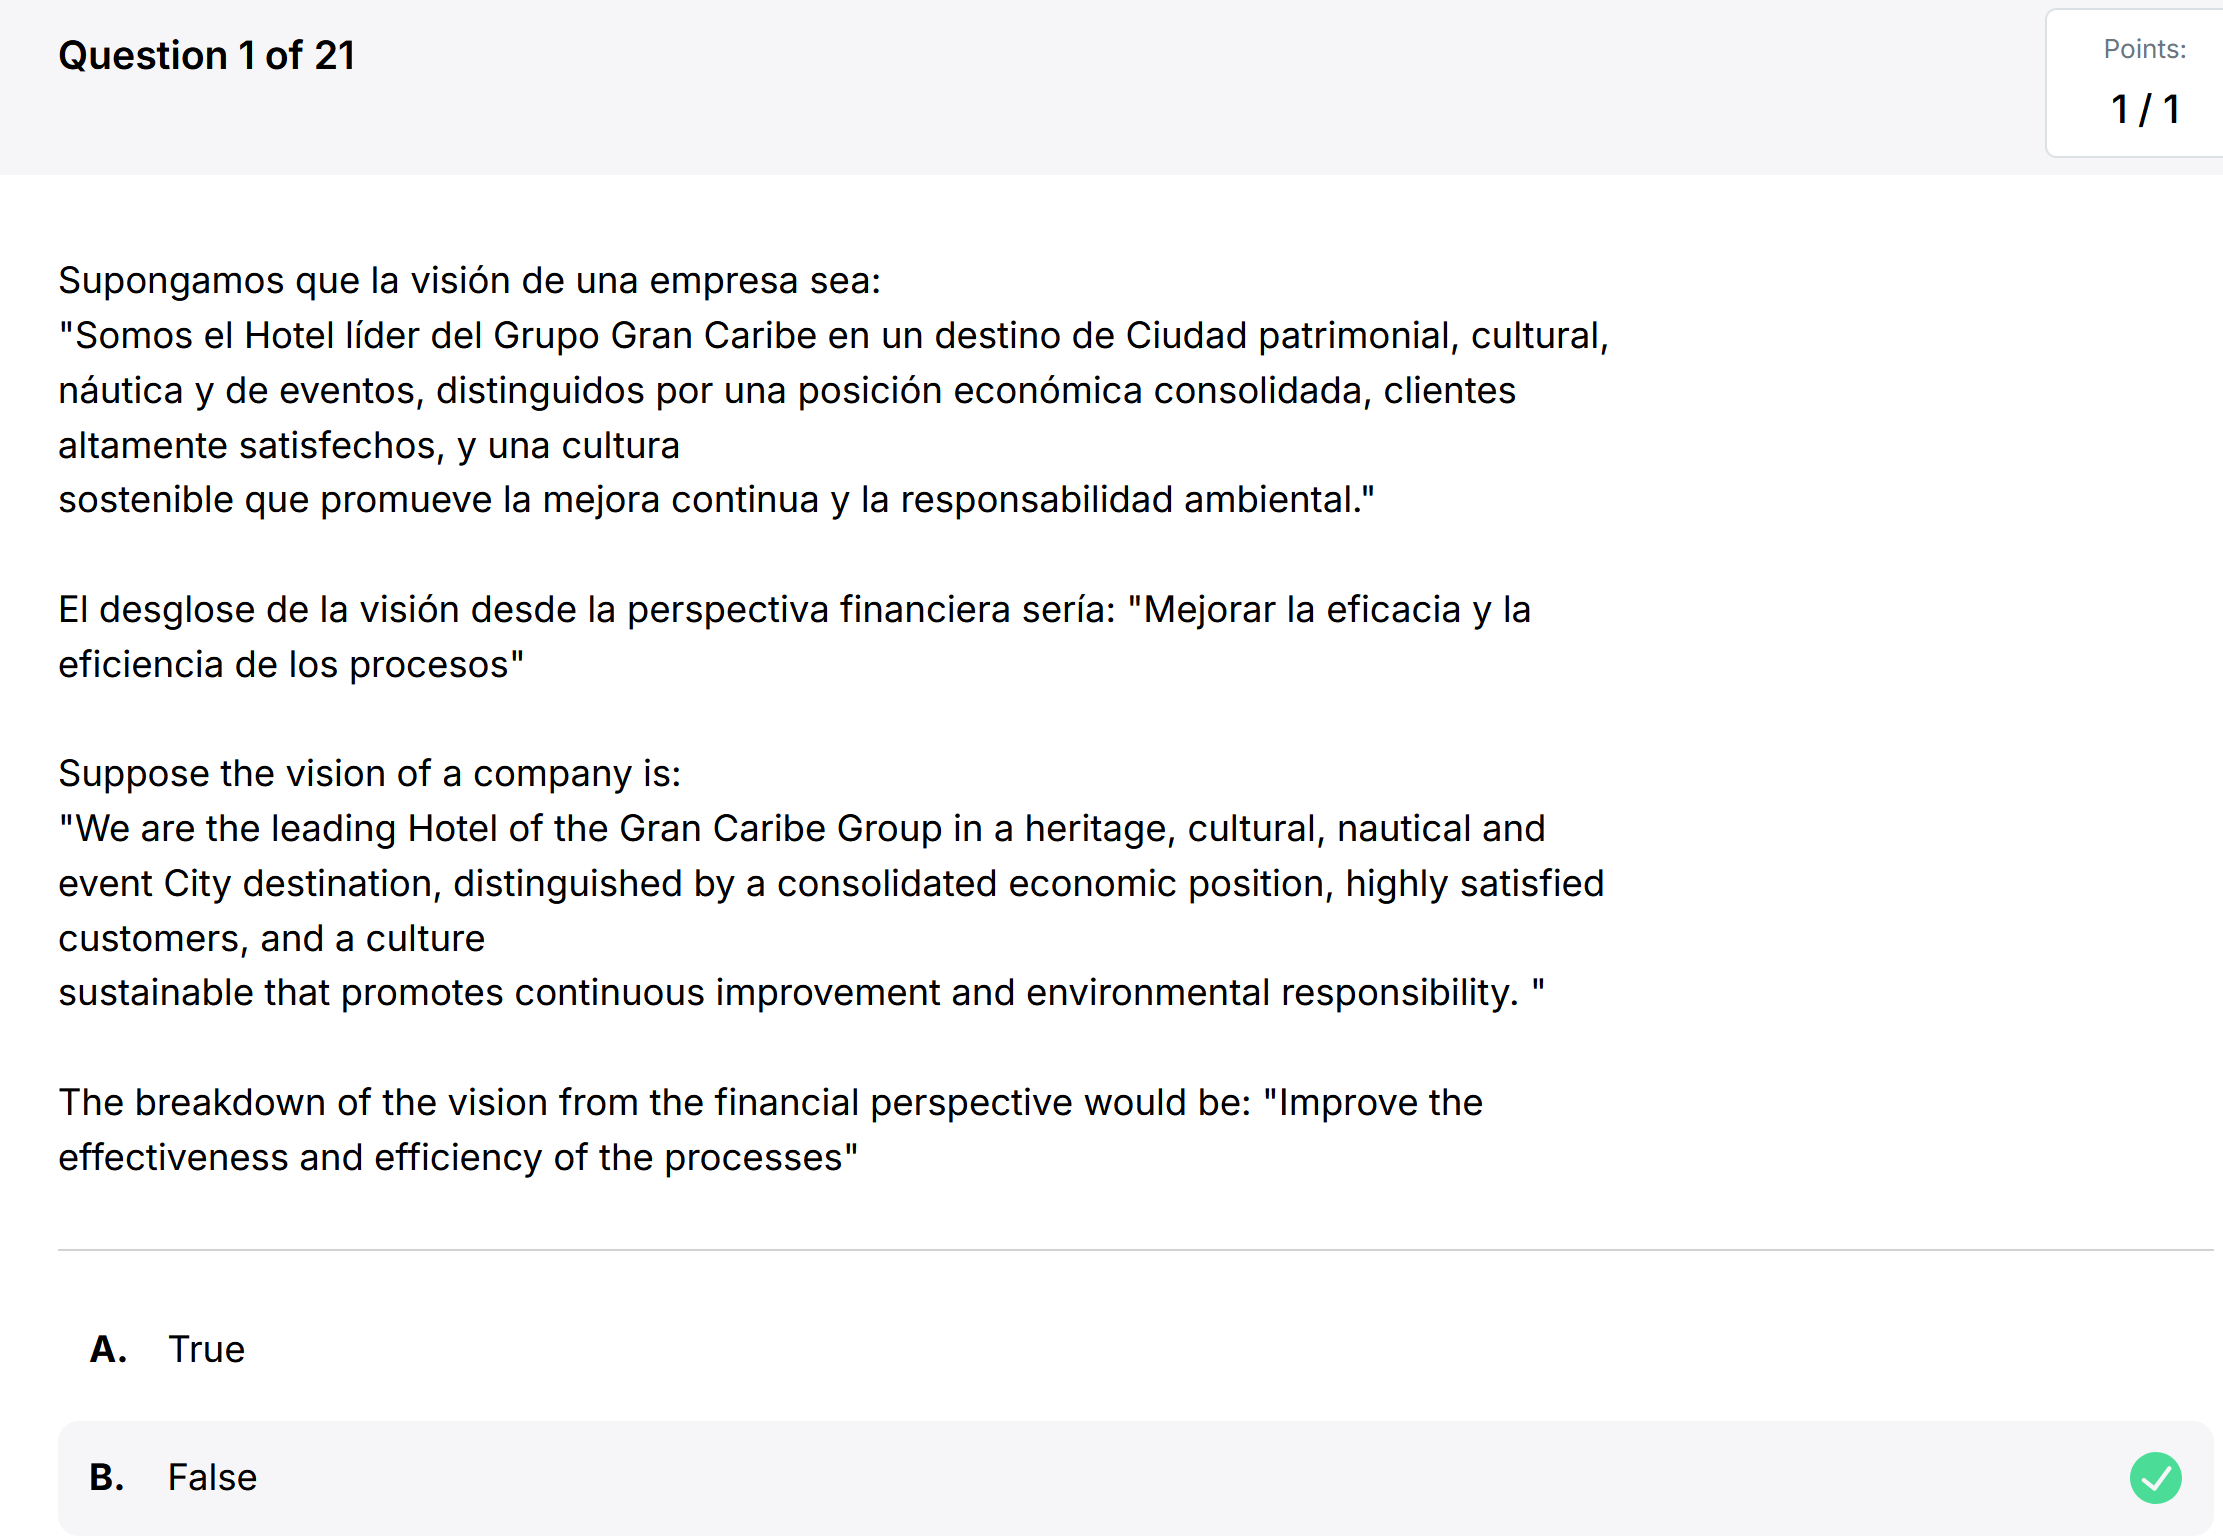 Question 1 of 21
Points:
1 / 1
Supongamos que la visión de una empresa sea:
"Somos el Hotel líder del Grupo Gran Caribe en un destino de Ciudad patrimonial, cultural,
náutica y de eventos, distinguidos por una posición económica consolidada, clientes
altamente satisfechos, y una cultura
sostenible que promueve la mejora continua y la responsabilidad ambiental."
El desglose de la visión desde la perspectiva financiera sería: "Mejorar la eficacia y la
eficiencia de los procesos"
Suppose the vision of a company is:
"We are the leading Hotel of the Gran Caribe Group in a heritage, cultural, nautical and
event City destination, distinguished by a consolidated economic position, highly satisfied
customers, and a culture
sustainable that promotes continuous improvement and environmental responsibility. "
The breakdown of the vision from the financial perspective would be: "Improve the
effectiveness and efficiency of the processes"
A. True
B. False